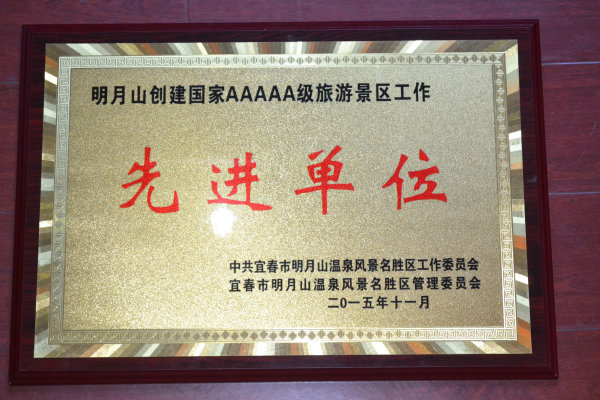 明月山创建国家AAAAA级旅游景区工作
先进单位
中共宜春市明月山温泉风景名胜区工作委员会
宜春市明月山温泉风景名胜区管理委员会
二0一五年十一月